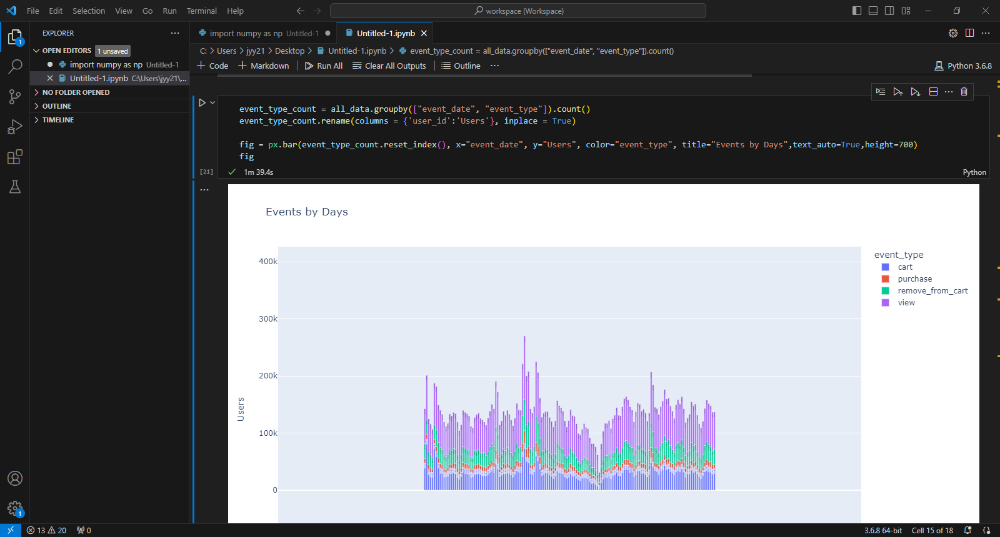 File Edit Selection View Go Run Terminal Help
workspace (Workspace)
EXPLORER
OPEN EDITORS 1 unsaved
import numpy as np Untitled-1
Untitled-1.ipynb C:\Users\jyy21\...
NO FOLDER OPENED
OUTLINE
TIMELINE
import numpy as np Untitled-1
Untitled-1.ipynb
C: > Users > jyy21 > Desktop > Untitled-1.ipynb > event_type_count = all_data.groupby(["event_date", "event_type"]).count()
+ Code + Markdown Run All Clear All Outputs Outline ...
Python 3.6.8
event_type_count = all_data.groupby(["event_date", "event_type"]).count()
event_type_count.rename(columns = {'user_id':'Users'}, inplace = True)
fig = px.bar(event_type_count.reset_index(), x="event_date", y="Users", color="event_type", title="Events by Days",text_auto=True,height=700)
fig
[21] 1m 39.4s
Python
Events by Days
400k
300k
200k
100k
0
Users
event_type
cart
purchase
remove_from_cart
view
1
1
13 20 0
3.6.8 64-bit Cell 15 of 18